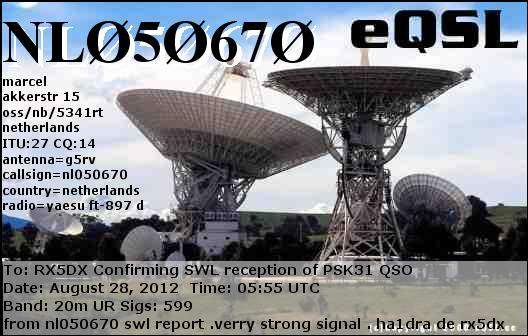 NLØ5Ø67Ø
eQSL
marcel
akkerstr 15
oss/nb/5341rt
netherlands
ITU:27 CQ:14
antenna=g5rv
callsign=nl050670
country=netherlands
radio=yaesu ft-897 d
To: RX5DX Confirming SWL reception of PSK31 QSO
Date: August 28, 2012 Time: 05:55 UTC
Band: 20m UR Sigs: 599
from nl050670 swl report .verry strong signal , ha1dra de rx5dx